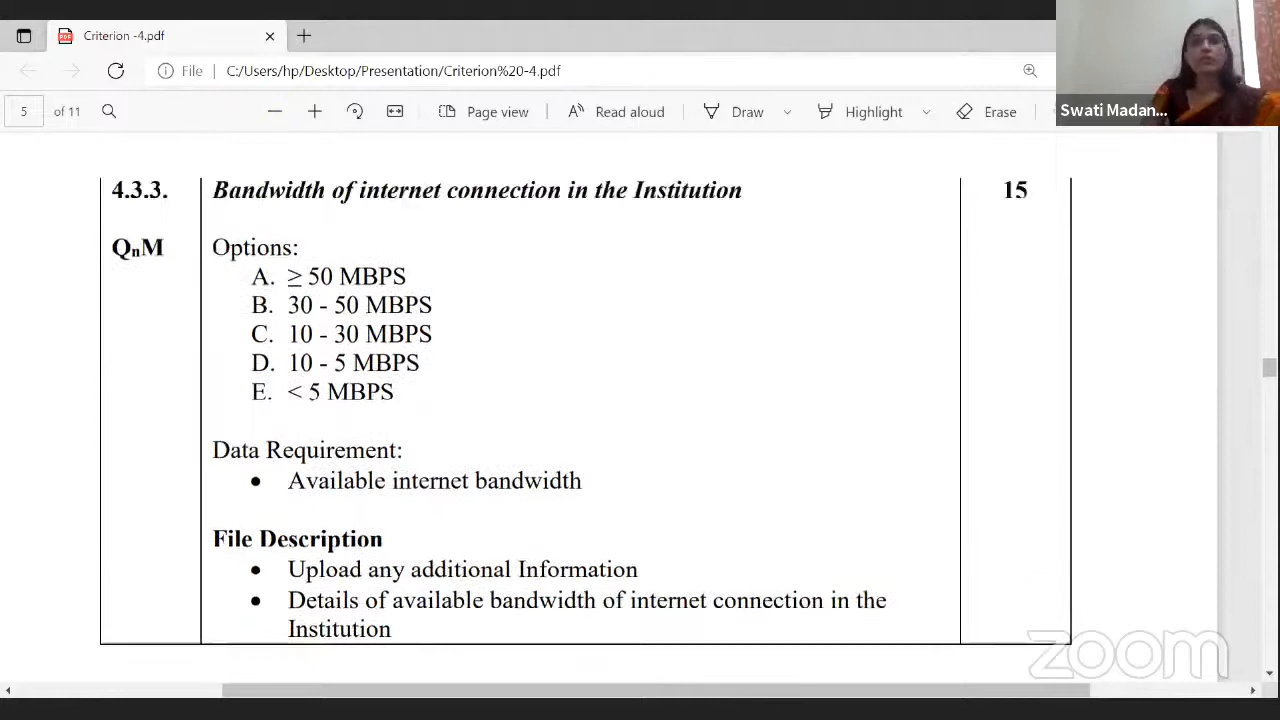 Criterion -4.pdf
File
C:/Users/hp/Desktop/Presentation/Criterion%20-4.pdf
5 of 11
Page view
Read aloud
Draw
Highlight
Erase
Swati Madan...
4.3.3. Bandwidth of internet connection in the Institution 15
QnM Options:
A. ≥ 50 MBPS
B. 30 - 50 MBPS
C. 10 - 30 MBPS
D. 10 - 5 MBPS
E. < 5 MBPS
Data Requirement:
• Available internet bandwidth
File Description
• Upload any additional Information
• Details of available bandwidth of internet connection in the
Institution
zoom